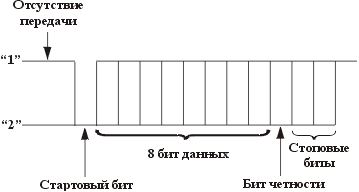 Отсутствие
передачи
“1”
“2”
8 бит данных
Стоповые
биты
Стартовый бит
Бит четности